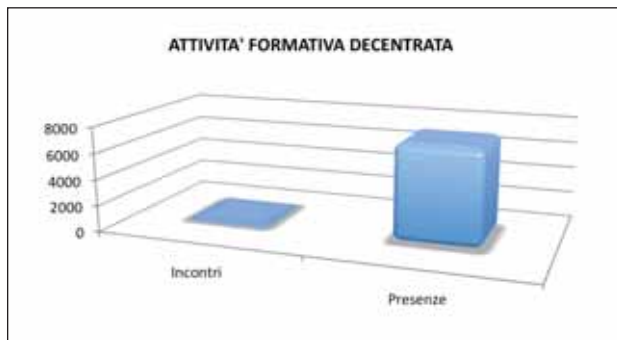 ATTIVITA' FORMATIVA DECENTRATA
8000
6000
4000
2000
0
Incontri
Presenze